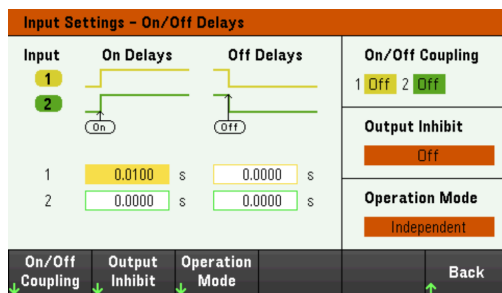 Input Settings - On/Off Delays
Input On Delays Off Delays
1
2
On Off
1 0.0100 s 0.0000 s
2 0.0000 s 0.0000 s
On/Off Coupling
1 Off 2 Off
Output Inhibit
Off
Operation Mode
Independent
On/Off Coupling
Output Inhibit
Operation Mode
Back